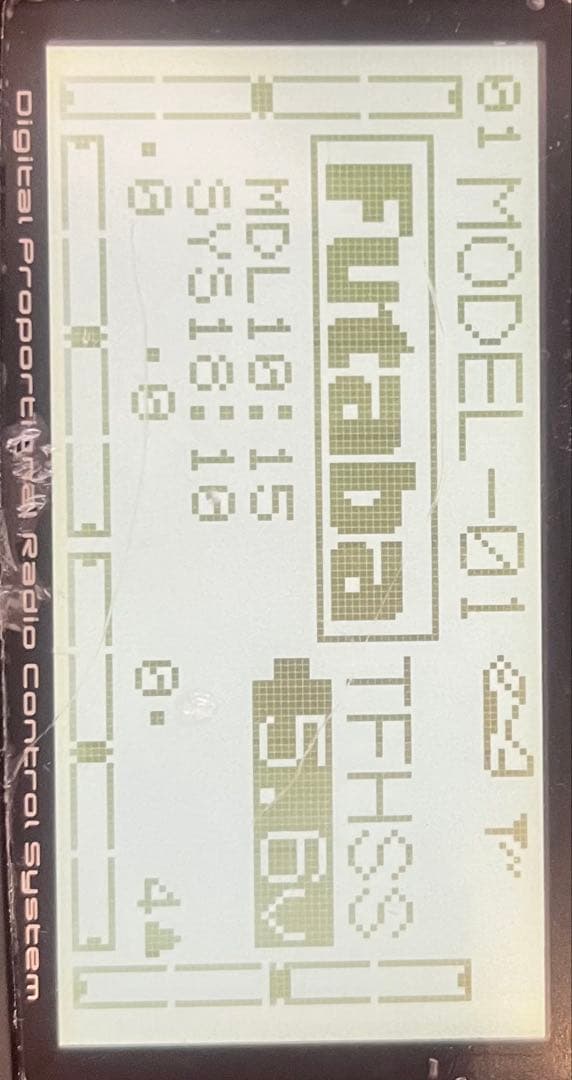 01 MODEL-01
Futaba
TFHSS
MDL10:15
SYS18:10
5.6V
.0
.0
0.
4
Digital Proportional Radio Control System